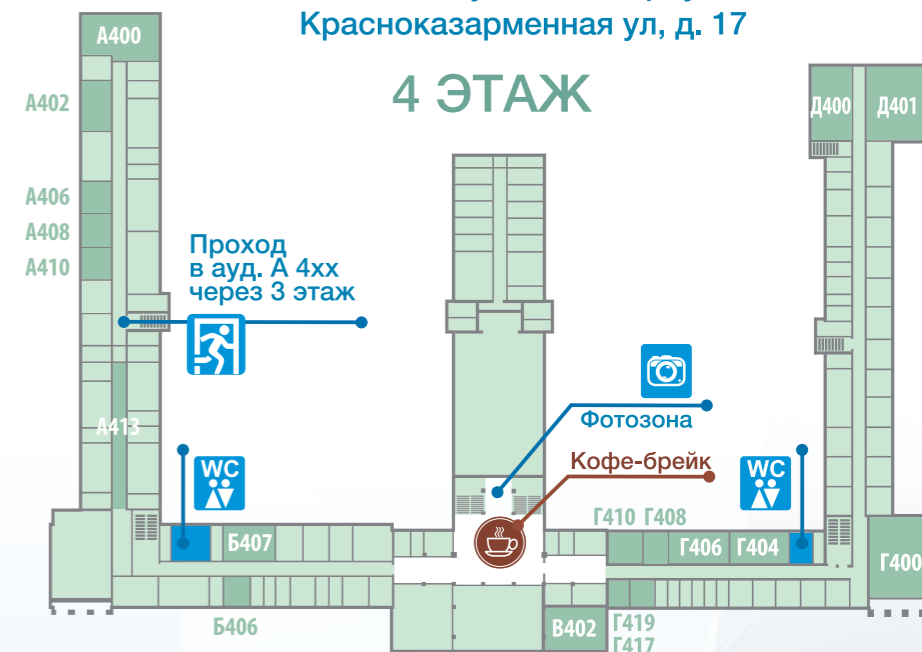 Красноказарменная ул, д. 17
4 ЭТАЖ
А400
Д400
Д401
А402
А406
А408
А410
Проход
в ауд. А 4хх
через 3 этаж
А413
Фотозона
Кофе-брейк
WC
WC
Г410 Г408
Б407
Г406
Г404
Г400
Б406
В402
Г419
Г417